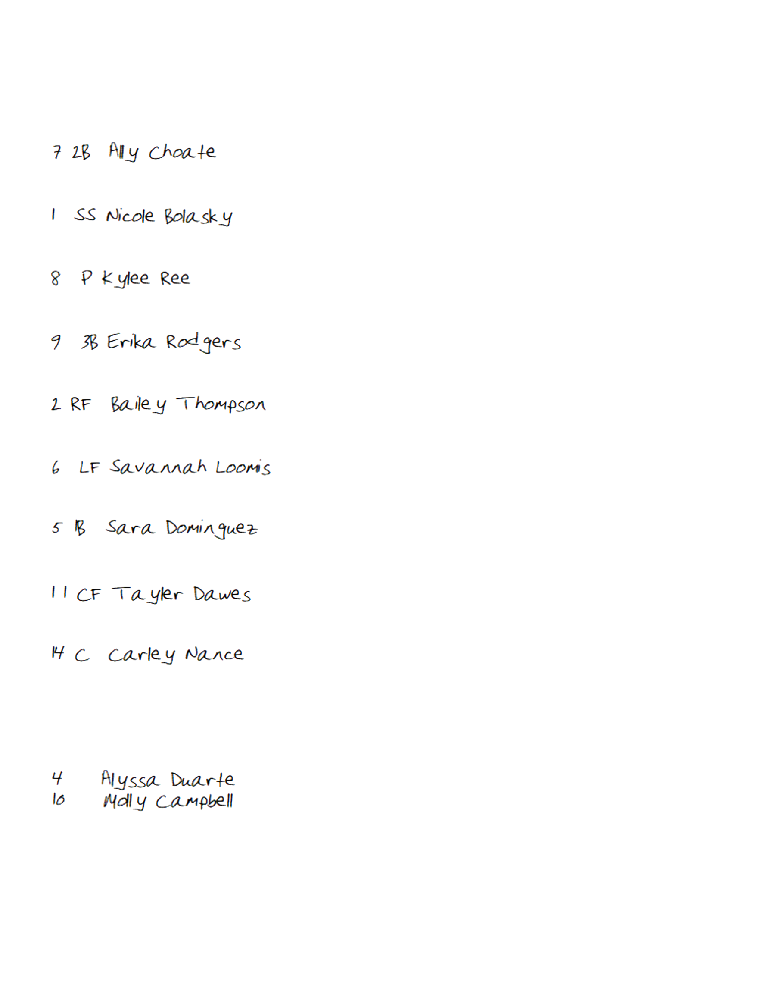 7 2B Ally Choate
1 SS Nicole Bolasky
8 P Kylee Ree
9 3B Erika Rodgers
2 RF Bailey Thompson
6 LF Savannah Loomis
5 1B Sara Dominguez
11 CF Tayler Dawes
14 C Carley Nance
4 Alyssa Duarte
10 Molly Campbell